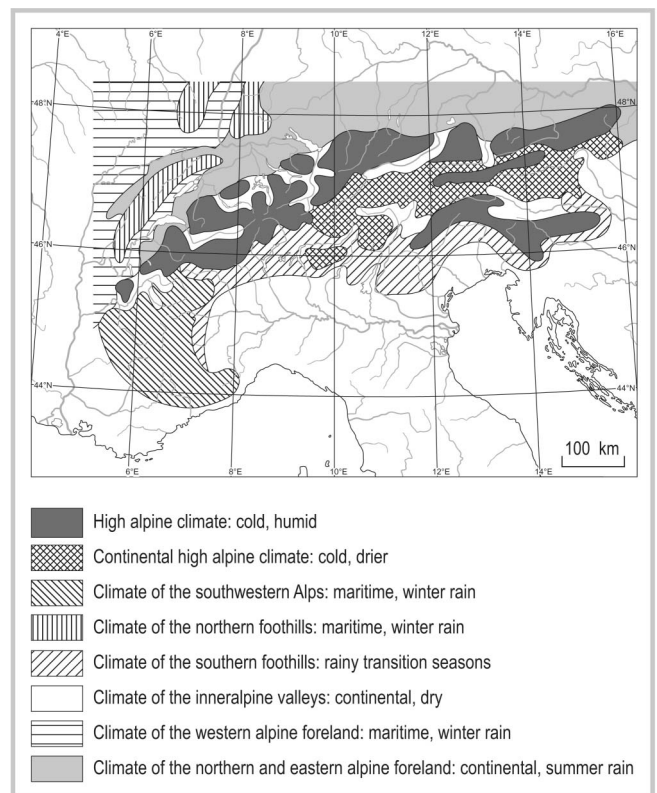 4°E 6°E 8°E 10°E 12°E 14°E 16°E
48°N 48°N
46°N 46°N
44°N 44°N
100 km
6°E 8°E 10°E 12°E 14°E
High alpine climate: cold, humid
Continental high alpine climate: cold, drier
Climate of the southwestern Alps: maritime, winter rain
Climate of the northern foothills: maritime, winter rain
Climate of the southern foothills: rainy transition seasons
Climate of the inneralpine valleys: continental, dry
Climate of the western alpine foreland: maritime, winter rain
Climate of the northern and eastern alpine foreland: continental, summer rain